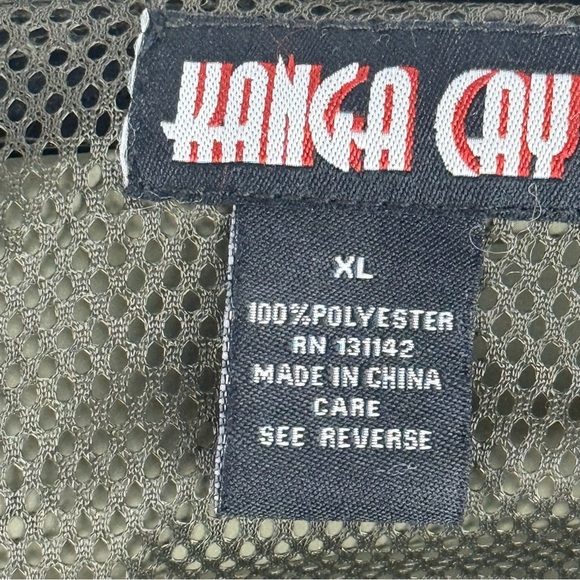 KANGA CAY
XL
100%POLYESTER
RN 131142
MADE IN CHINA
CARE
SEE REVERSE